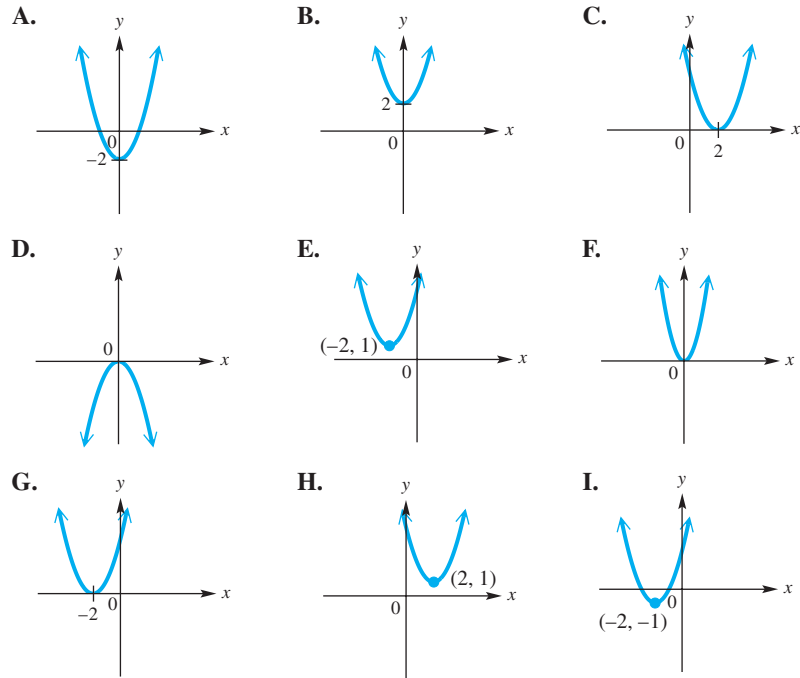 A.
y
x
0
−2
B.
y
x
2
0
C.
y
x
0
2
D.
y
x
0
E.
y
x
(−2, 1)
0
F.
y
x
0
G.
y
x
−2
0
H.
y
x
(2, 1)
0
I.
y
x
0
(−2, −1)